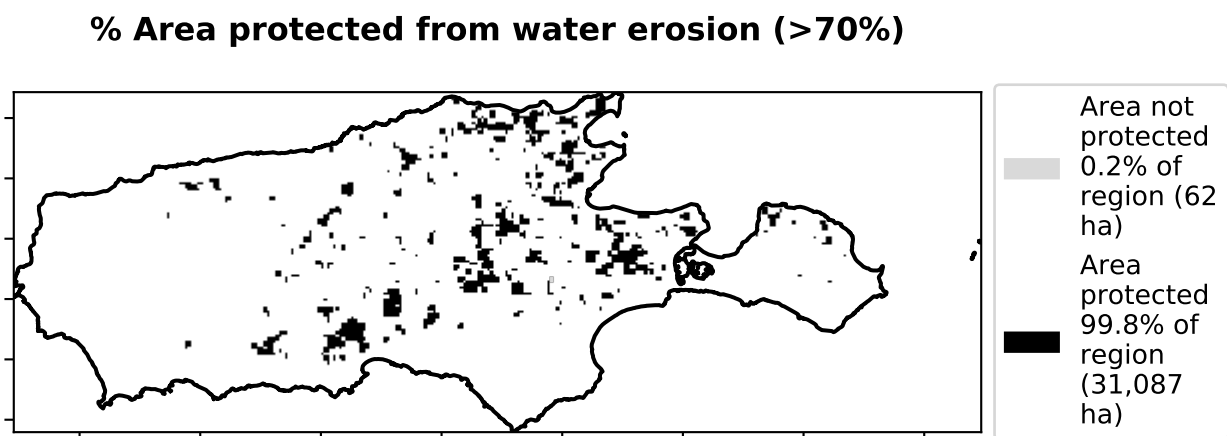 % Area protected from water erosion (>70%)
Area not
protected
0.2% of
region (62
ha)
Area
protected
99.8% of
region
(31,087
ha)